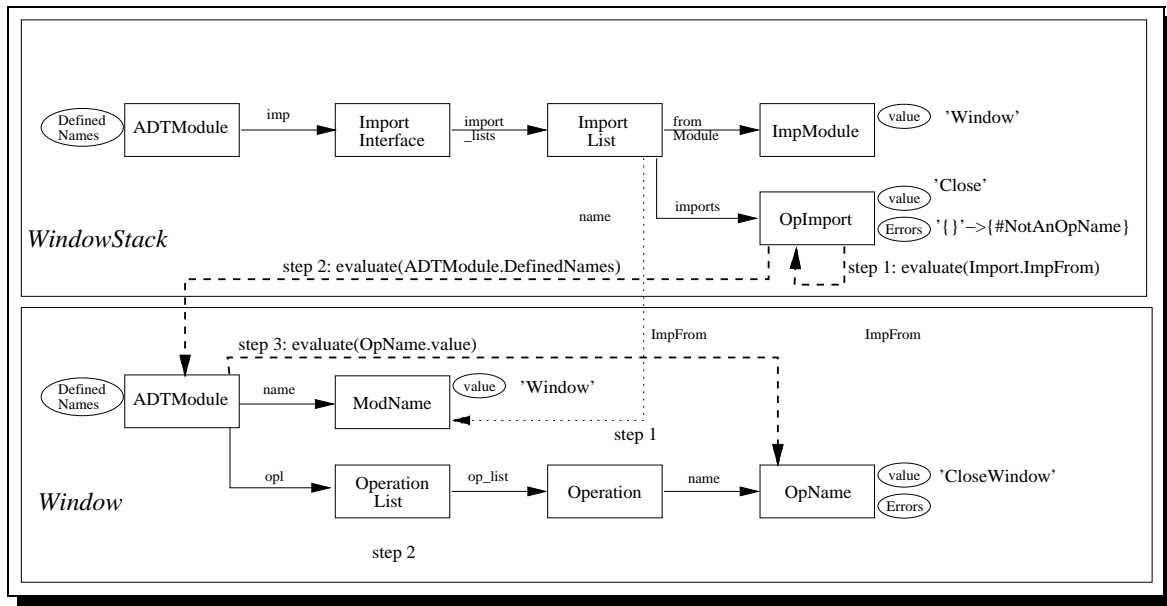 Defined
Names
ADTModule
imp
Import
Interface
import
_lists
Import
List
from
Module
ImpModule
value
'Window'
name
imports
OpImport
'Close'
value
Errors
'{}'−>{#NotAnOpName}
WindowStack
step 2: evaluate(ADTModule.DefinedNames)
step 1: evaluate(Import.ImpFrom)
ImpFrom
ImpFrom
step 3: evaluate(OpName.value)
Defined
Names
ADTModule
name
ModName
value
'Window'
step 1
opl
Operation
List
op_list
Operation
name
OpName
value
'CloseWindow'
Errors
Window
step 2